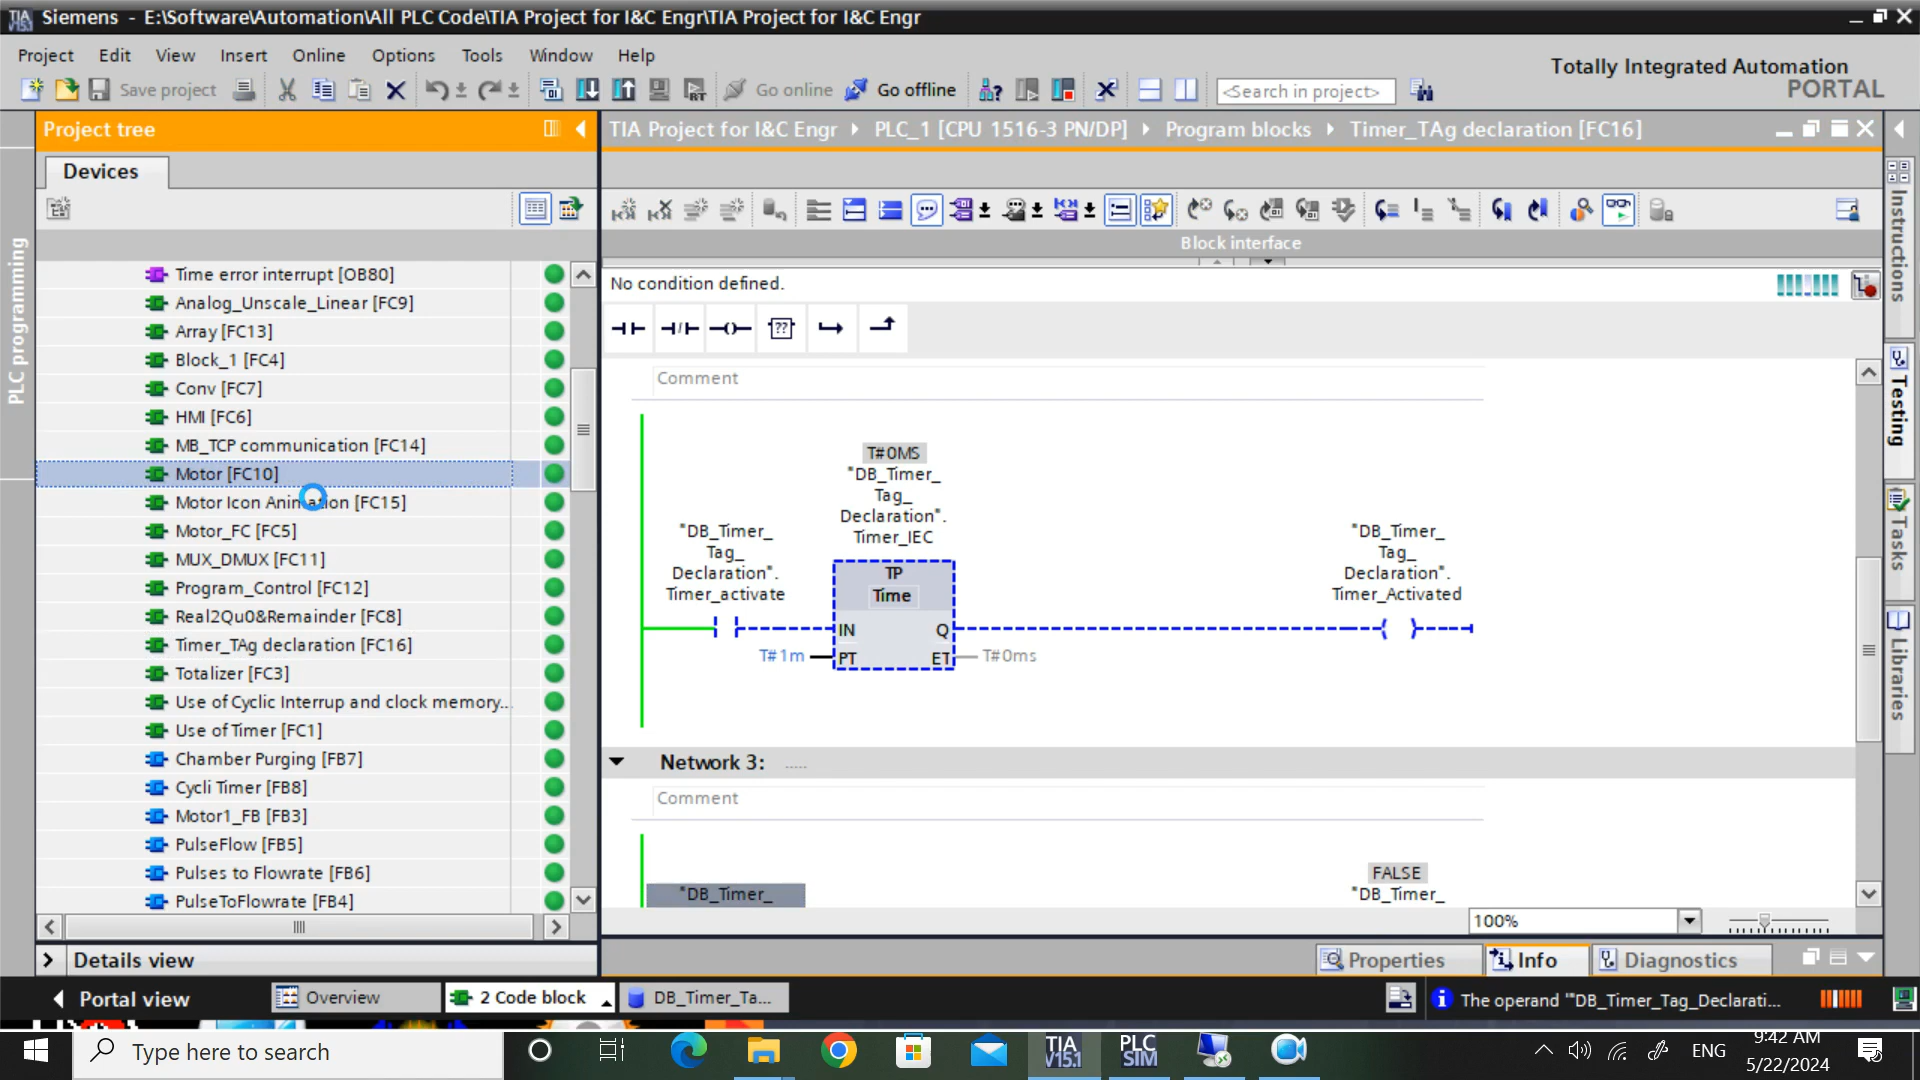 Siemens - E:\Software\Automation\All PLC Code\TIA Project for I&C Engr\TIA Project for I&C Engr
Project Edit View Insert Online Options Tools Window Help
Totally Integrated Automation
PORTAL
Save project
Go online
Go offline
<Search in project>
Project tree
TIA Project for I&C Engr
PLC_1 [CPU 1516-3 PN/DP]
Program blocks
Timer_TAg declaration [FC16]
Devices
Block interface
PLC programming
Time error interrupt [OB80]
Analog_Unscale_Linear [FC9]
Array [FC13]
Block_1 [FC4]
Conv [FC7]
HMI [FC6]
MB_TCP communication [FC14]
Motor [FC10]
Motor Icon Animation [FC15]
Motor_FC [FC5]
MUX_DMUX [FC11]
Program_Control [FC12]
Real2Qu0&Remainder [FC8]
Timer_TAg declaration [FC16]
Totalizer [FC3]
Use of Cyclic Interrup and clock memory...
Use of Timer [FC1]
Chamber Purging [FB7]
Cycli Timer [FB8]
Motor1_FB [FB3]
PulseFlow [FB5]
Pulses to Flowrate [FB6]
PulseToFlowrate [FB4]
Details view
No condition defined.
??
Comment
T#0MS
"DB_Timer_
Tag_
Declaration".
Timer_IEC
"DB_Timer_
Tag_
Declaration".
Timer_activate
TP
Time
IN Q
T#1m PT ET T#0ms
"DB_Timer_
Tag_
Declaration".
Timer_Activated
Network 3: .....
Comment
"DB_Timer_
FALSE
"DB_Timer_
100%
Properties
Info
Diagnostics
Instructions
Testing
Tasks
Libraries
Portal view
Overview
2 Code block
DB_Timer_Ta...
The operand '"DB_Timer_Tag_Declarati...
Type here to search
TIA
V15.1
PLC
SIM
ENG
9:42 AM
5/22/2024